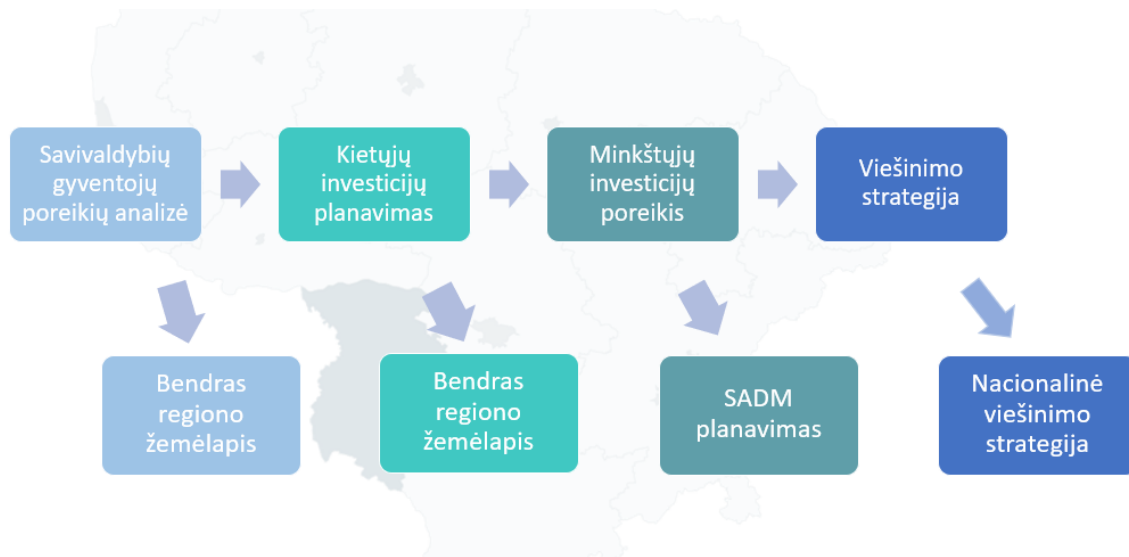 Savivaldybių
gyventojų
poreikių analizė
Kietųjų
investicijų
planavimas
Minkštųjų
investicijų
poreikis
Viešinimo
strategija
Bendras
regiono
žemėlapis
Bendras
regiono
žemėlapis
SADM
planavimas
Nacionalinė
viešinimo
strategija